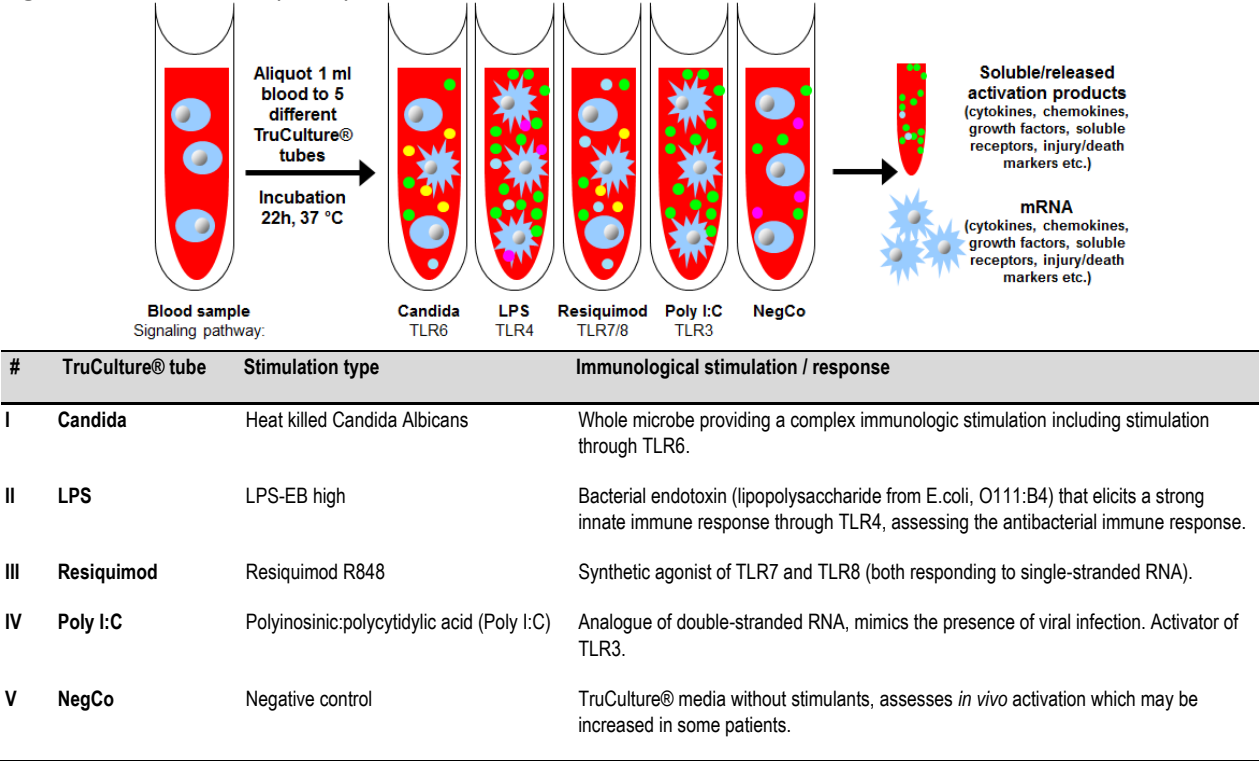 Aliquot 1 ml
blood to 5
different
TruCulture®
tubes
Incubation
22h, 37 °C
Soluble/released
activation products
(cytokines, chemokines,
growth factors, soluble
receptors, injury/death
markers etc.)
mRNA
(cytokines, chemokines,
growth factors, soluble
receptors, injury/death
markers etc.)
Blood sample Candida LPS Resiquimod Poly I:C NegCo
Signaling pathway: TLR6 TLR4 TLR7/8 TLR3
# TruCulture® tube Stimulation type Immunological stimulation / response
I Candida Heat killed Candida Albicans Whole microbe providing a complex immunologic stimulation including stimulation
through TLR6.
II LPS LPS-EB high Bacterial endotoxin (lipopolysaccharide from E.coli, O111:B4) that elicits a strong
innate immune response through TLR4, assessing the antibacterial immune response.
III Resiquimod Resiquimod R848 Synthetic agonist of TLR7 and TLR8 (both responding to single-stranded RNA).
IV Poly I:C Polyinosinic:polycytidylic acid (Poly I:C) Analogue of double-stranded RNA, mimics the presence of viral infection. Activator of
TLR3.
V NegCo Negative control TruCulture® media without stimulants, assesses in vivo activation which may be
increased in some patients.